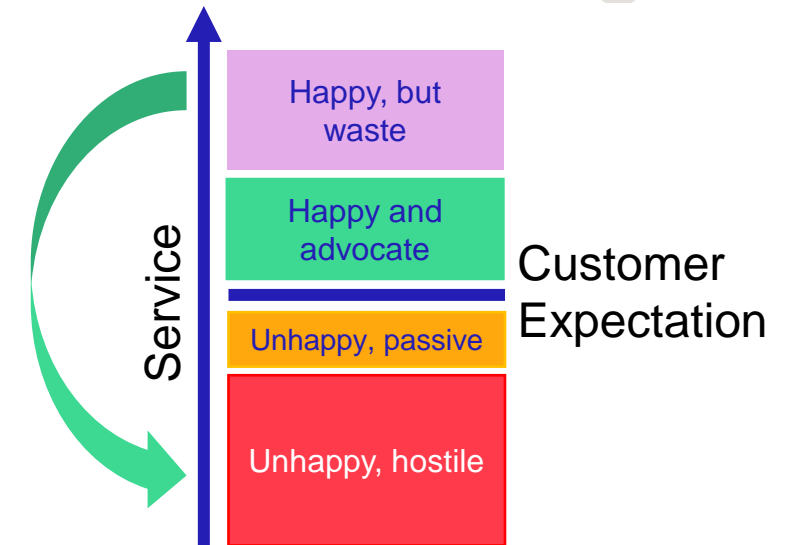 Happy, but
waste
Happy and
advocate
Service
Customer
Expectation
Unhappy, passive
Unhappy, hostile